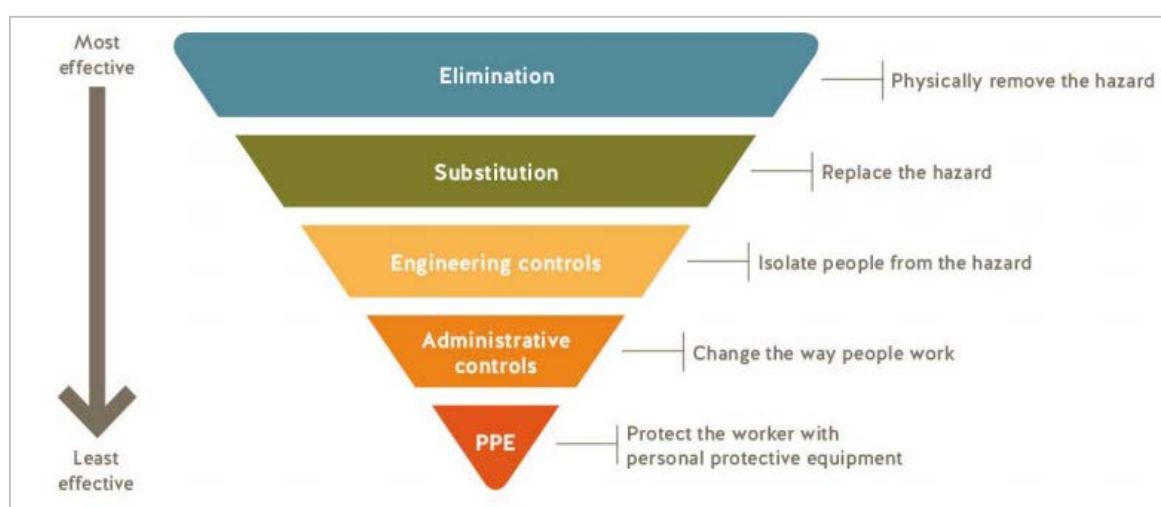 Most
effective
Elimination
Physically remove the hazard
Substitution
Replace the hazard
Engineering controls
Isolate people from the hazard
Administrative
controls
Change the way people work
PPE
Protect the worker with
personal protective equipment
Least
effective